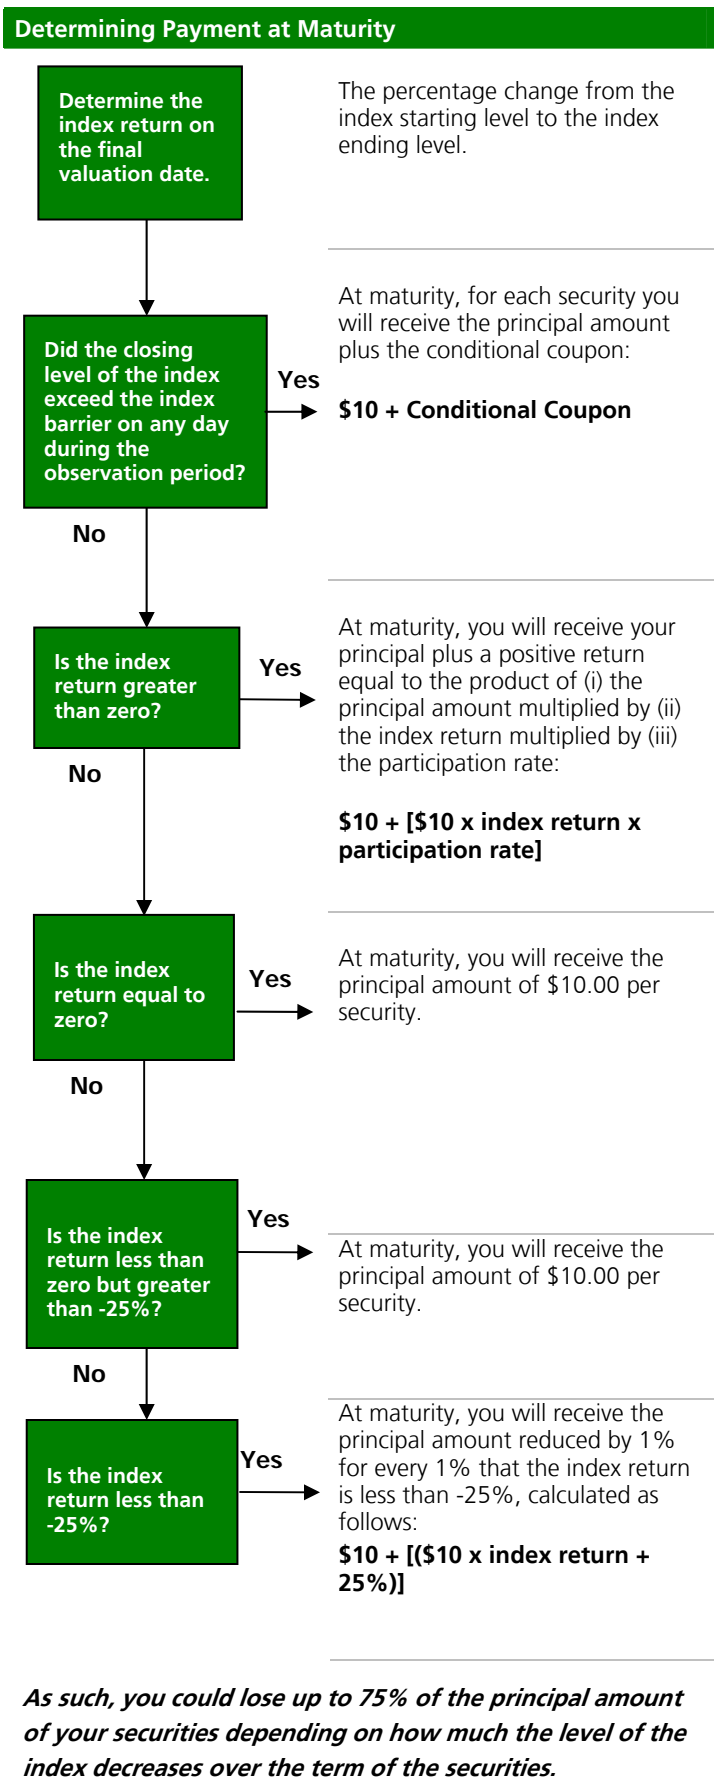 Determining Payment at Maturity
Determine the
index return on
the final
valuation date.
The percentage change from the
index starting level to the index
ending level.
Did the closing
level of the index
exceed the index
barrier on any day
during the
observation period?
Yes
At maturity, for each security you
will receive the principal amount
plus the conditional coupon:
$10 + Conditional Coupon
No
Is the index
return greater
than zero?
Yes
At maturity, you will receive your
principal plus a positive return
equal to the product of (i) the
principal amount multiplied by (ii)
the index return multiplied by (iii)
the participation rate:
$10 + [$10 x index return x
participation rate]
No
Is the index
return equal to
zero?
Yes
At maturity, you will receive the
principal amount of $10.00 per
security.
No
Is the index
return less than
zero but greater
than -25%?
Yes
At maturity, you will receive the
principal amount of $10.00 per
security.
No
Is the index
return less than
-25%?
Yes
At maturity, you will receive the
principal amount reduced by 1%
for every 1% that the index return
is less than -25%, calculated as
follows:
$10 + [($10 x index return +
25%)]
As such, you could lose up to 75% of the principal amount
of your securities depending on how much the level of the
index decreases over the term of the securities.